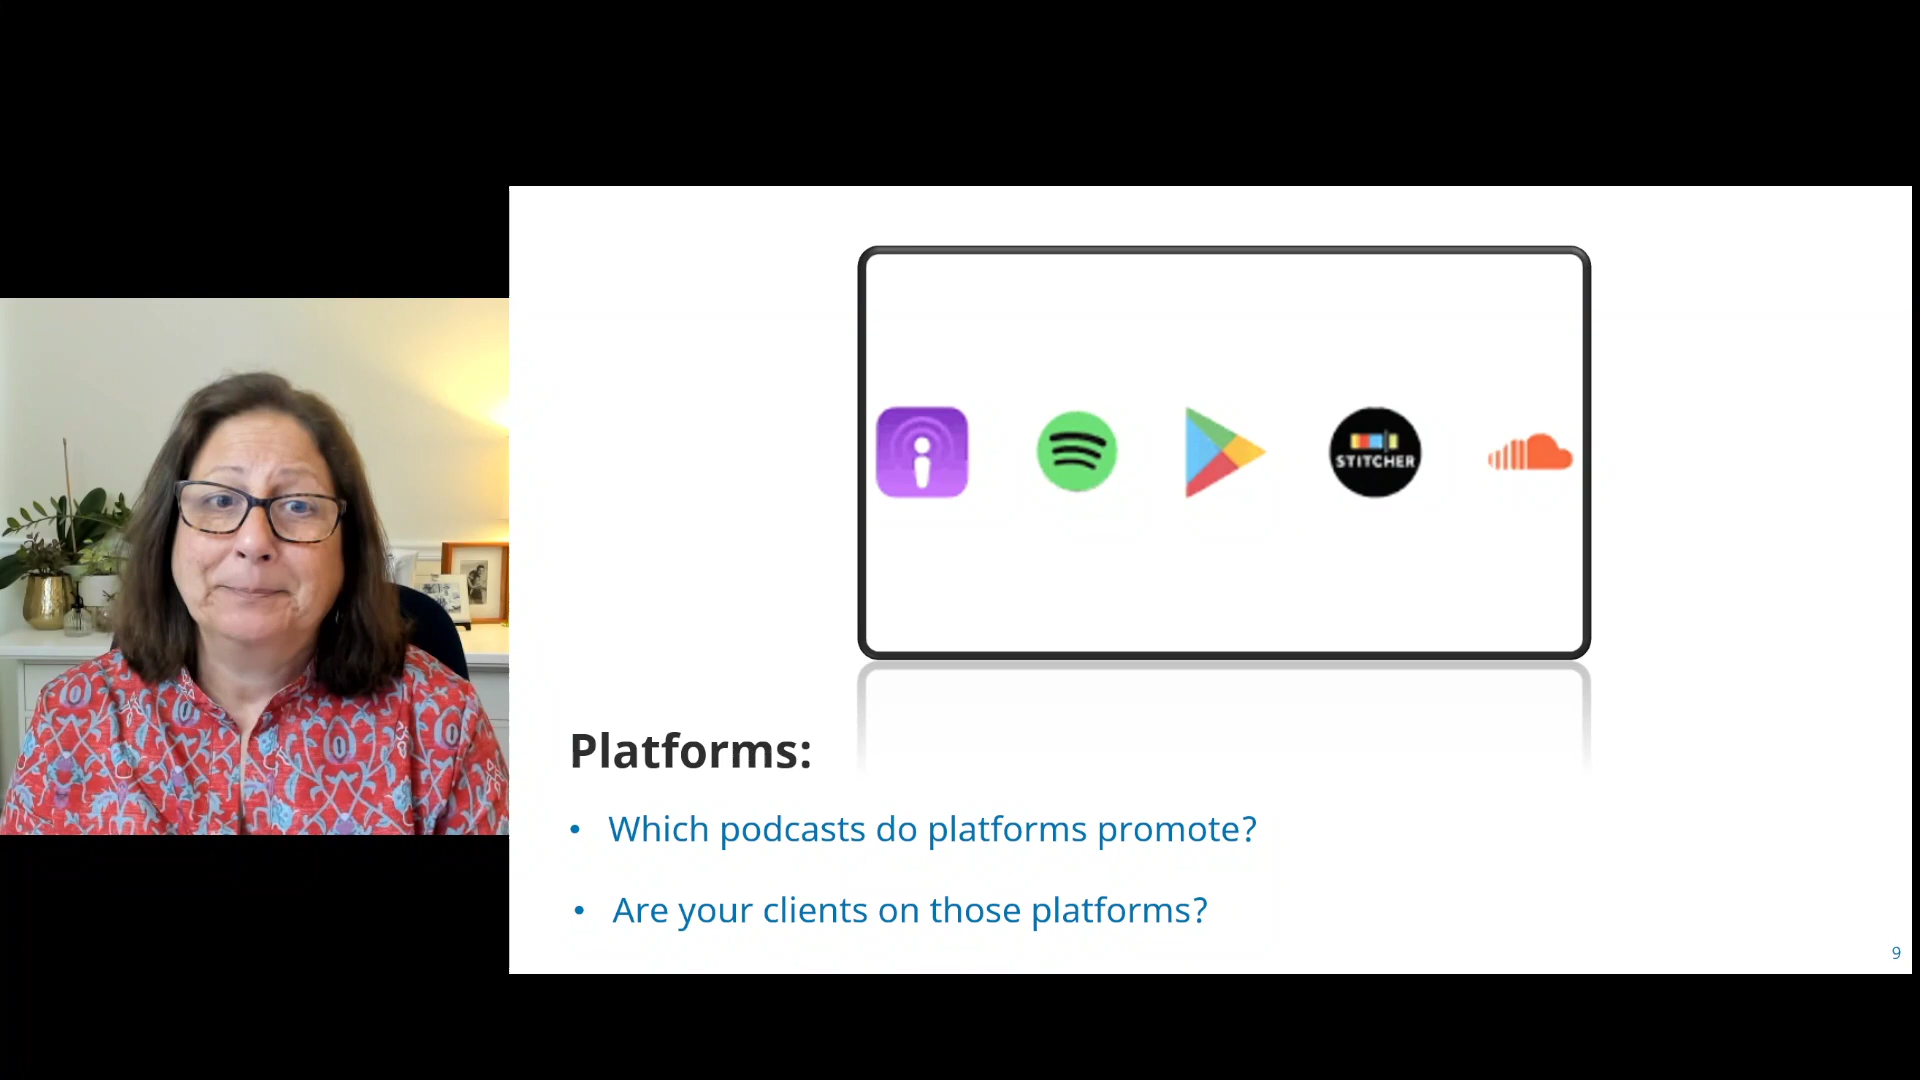 STITCHER
Platforms:
• Which podcasts do platforms promote?
• Are your clients on those platforms?
9